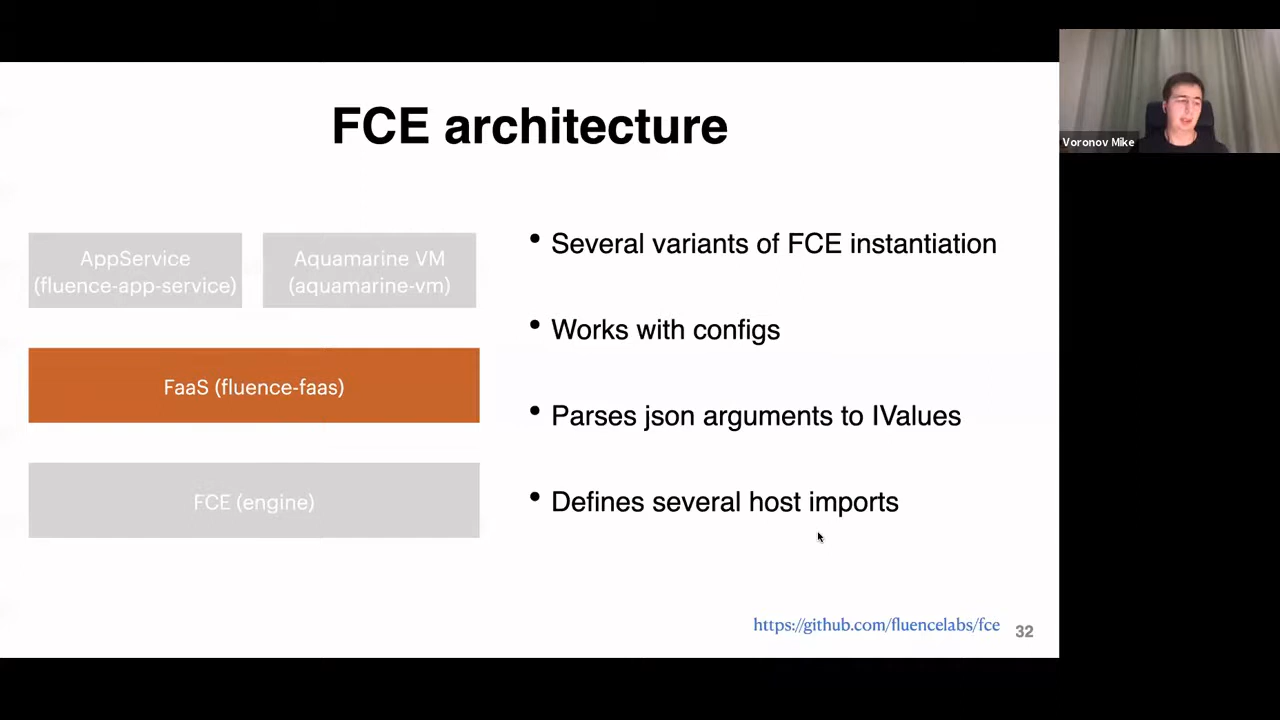 FCE architecture
AppService
(fluence-app-service)
Aquamarine VM
(aquamarine-vm)
FaaS (fluence-faas)
FCE (engine)
• Several variants of FCE instantiation
• Works with configs
• Parses json arguments to IValues
• Defines several host imports
https://github.com/fluencelabs/fce
32
Voronov Mike